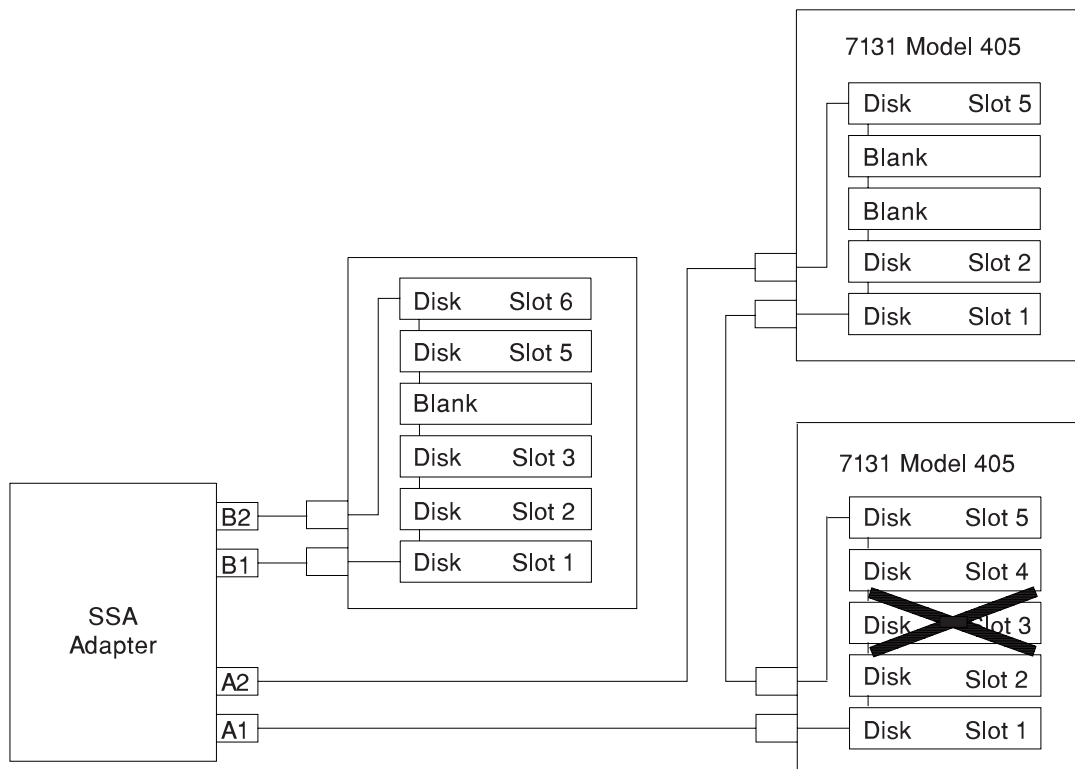 7131 Model 405
Disk Slot 5
Blank
Blank
Disk Slot 2
Disk Slot 1
Disk Slot 6
Disk Slot 5
Blank
Disk Slot 3
Disk Slot 2
Disk Slot 1
7131 Model 405
Disk Slot 5
Disk Slot 4
Disk Slot 3
Disk Slot 2
Disk Slot 1
SSA
Adapter
B2
B1
A2
A1